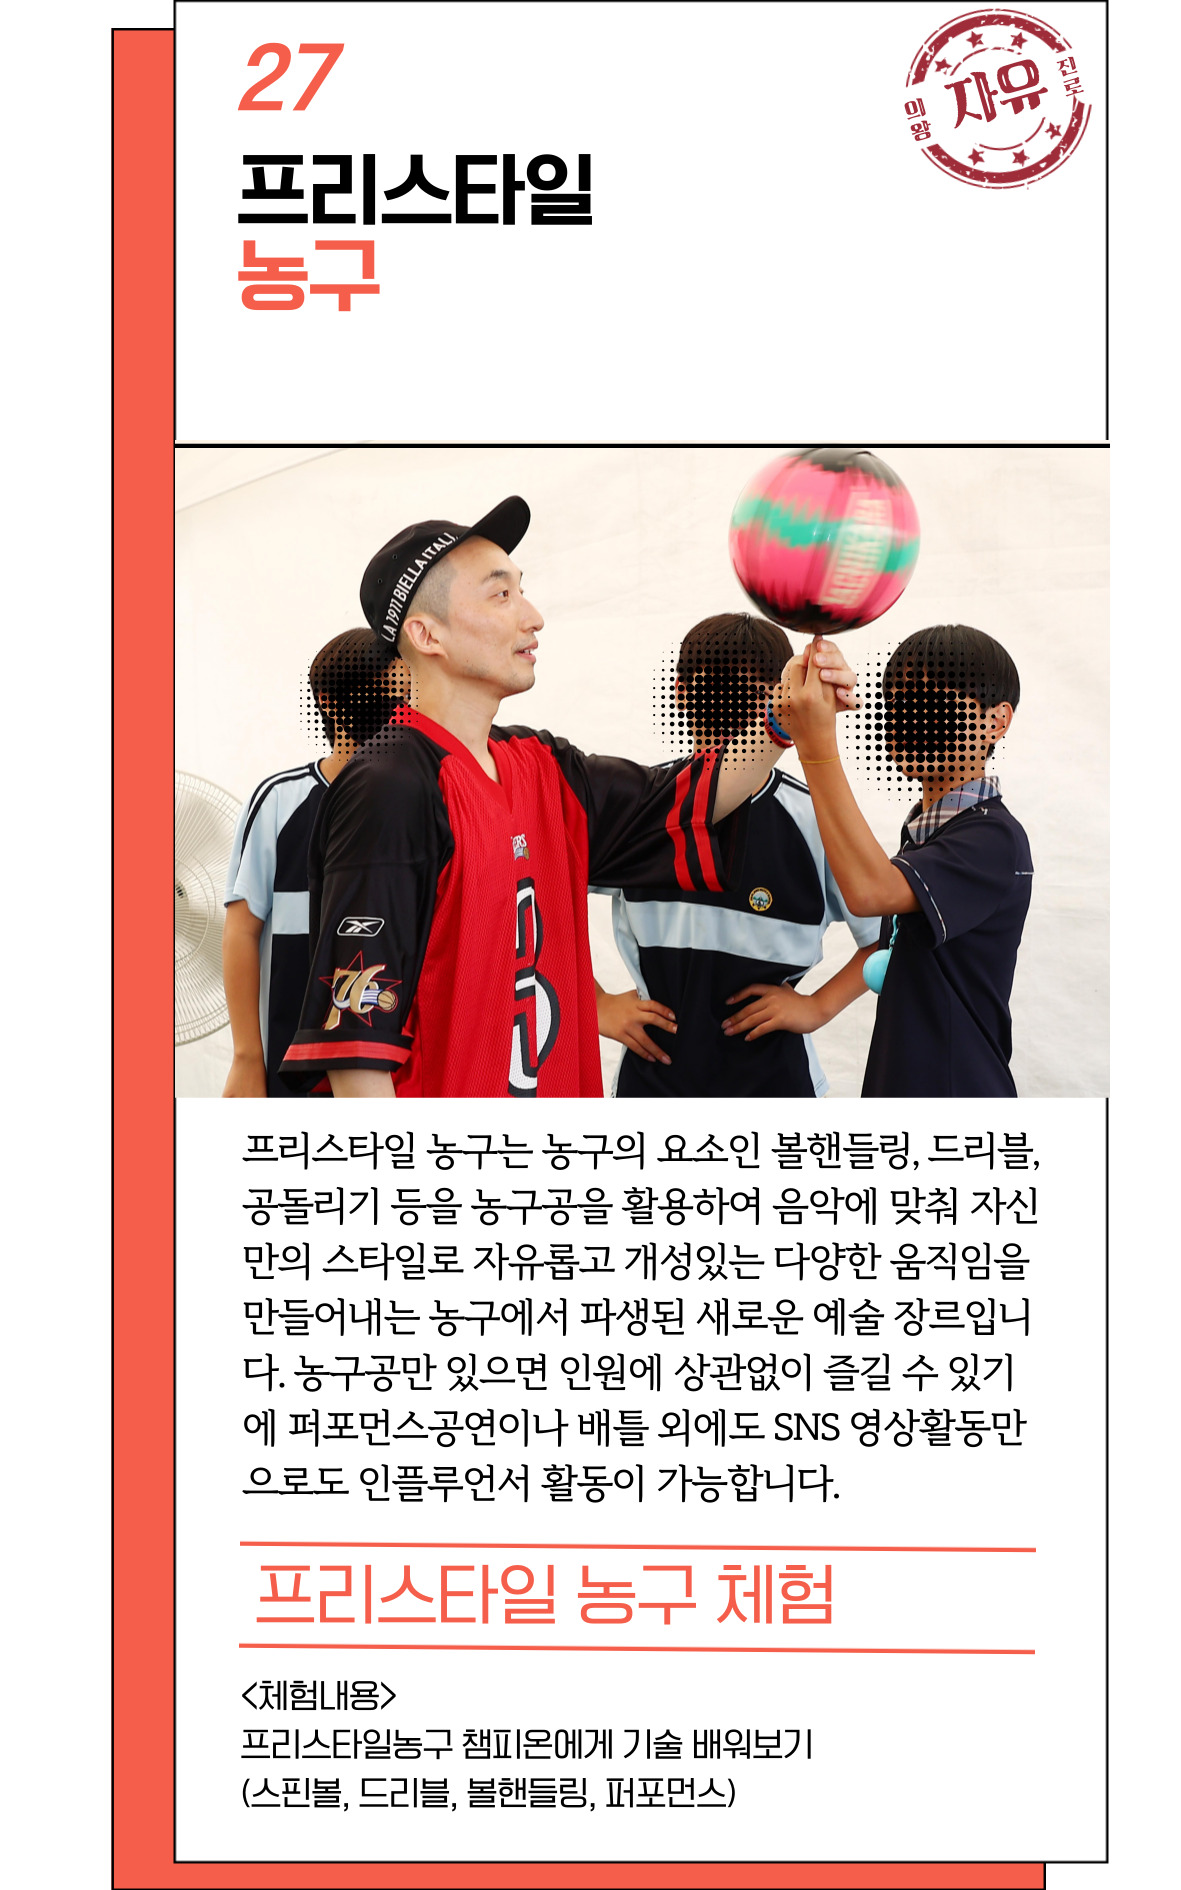 27
자유
의왕
진로
프리스타일
농구
LA 1911 BIELLA ITALI
76
프리스타일 농구는 농구의 요소인 볼핸들링, 드리블,
공돌리기 등을 농구공을 활용하여 음악에 맞춰 자신
만의 스타일로 자유롭고 개성있는 다양한 움직임을
만들어내는 농구에서 파생된 새로운 예술 장르입니
다. 농구공만 있으면 인원에 상관없이 즐길 수 있기
에 퍼포먼스공연이나 배틀 외에도 SNS 영상활동만
으로도 인플루언서 활동이 가능합니다.
프리스타일 농구 체험
<체험내용>
프리스타일농구 챔피온에게 기술 배워보기
(스핀볼, 드리블, 볼핸들링, 퍼포먼스)